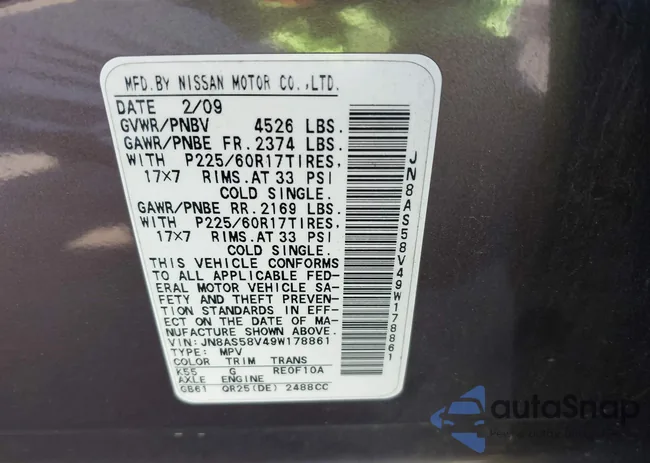 MFD.BY NISSAN MOTOR CO.,LTD.
DATE 2/09
GVWR/PNBV 4526 LBS.
GAWR/PNBE FR. 2374 LBS.
WITH P225/60R17TIRES,
17×7 RIMS.AT 33 PSI
COLD SINGLE.
GAWR/PNBE RR. 2169 LBS.
WITH P225/60R17TIRES,
17×7 RIMS.AT 33 PSI
COLD SINGLE.
THIS VEHICLE CONFORMS
TO ALL APPLICABLE FED-
ERAL MOTOR VEHICLE SA-
FETY AND THEFT PREVEN-
TION STANDARDS IN EFF-
ECT ON THE DATE OF MA-
NUFACTURE SHOWN ABOVE.
VIN: JN8AS58V49W178861
TYPE: MPV
COLOR TRIM TRANS
K55 G RE0F10A
AXLE ENGINE
GB61 QR25(DE) 2488CC
JN8AS58V49W178861
autoSnap